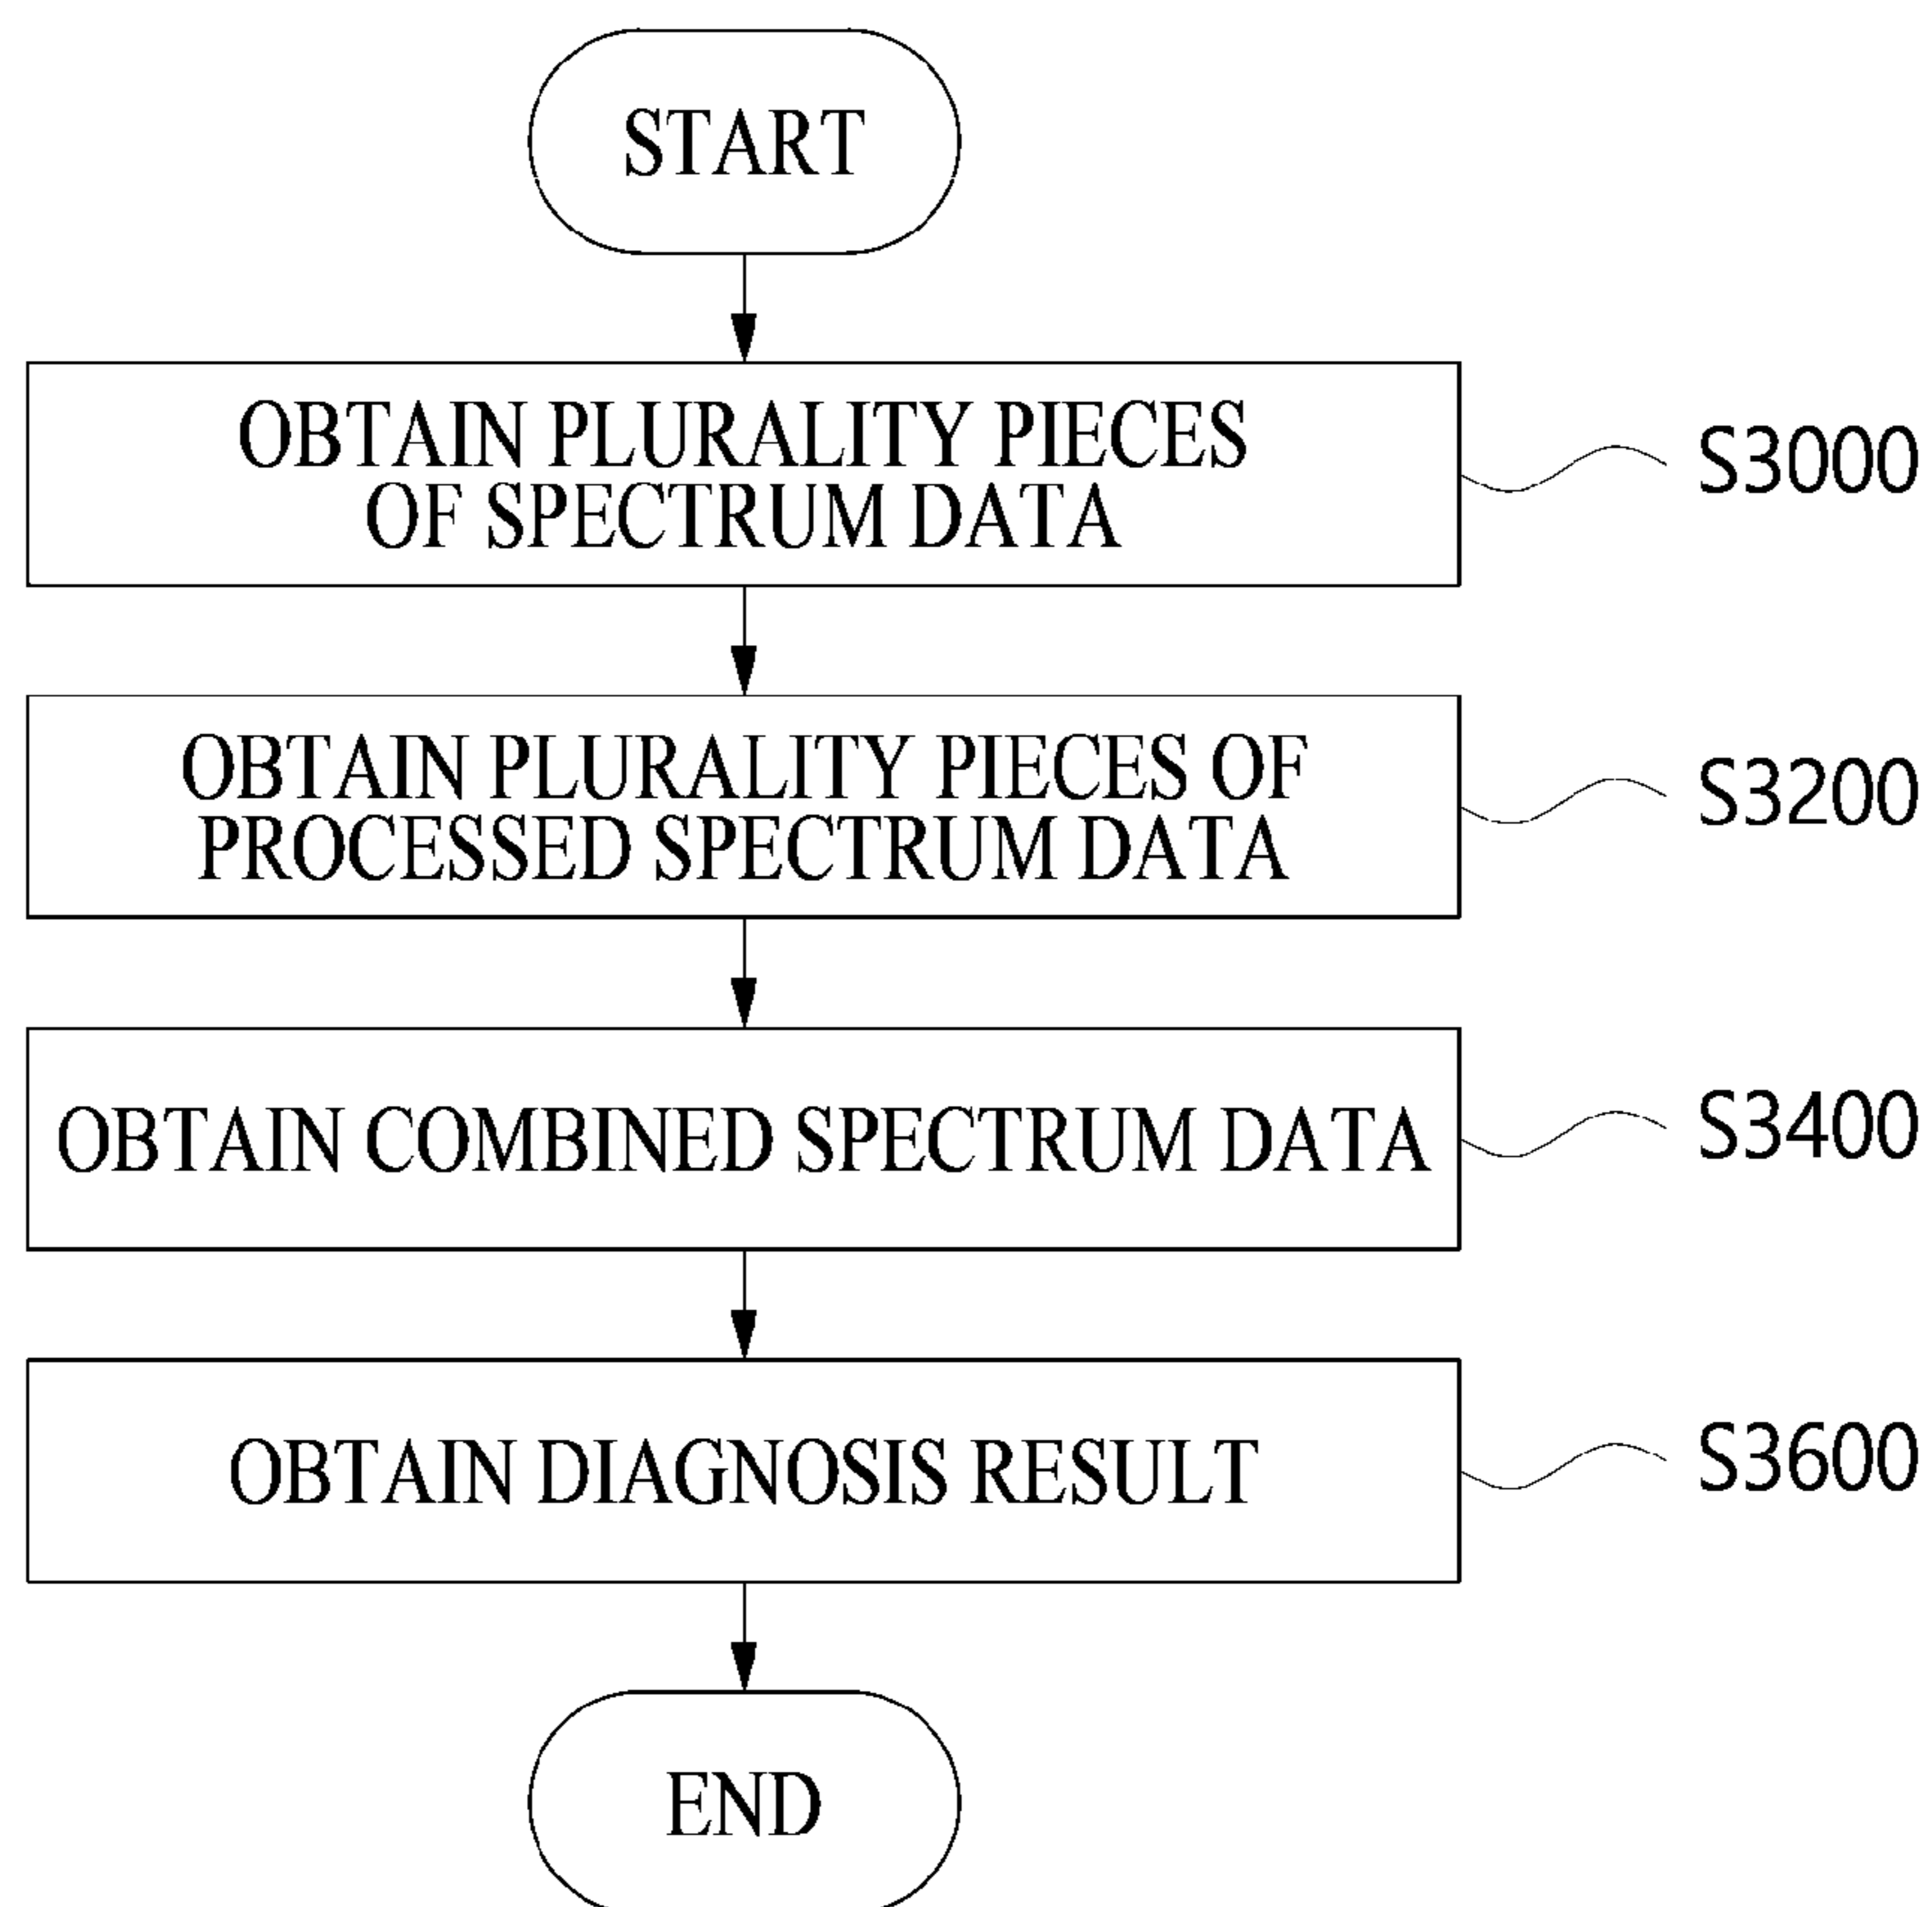 START
OBTAIN PLURALITY PIECES
OF SPECTRUM DATA
S3000
OBTAIN PLURALITY PIECES OF
PROCESSED SPECTRUM DATA
S3200
OBTAIN COMBINED SPECTRUM DATA
S3400
OBTAIN DIAGNOSIS RESULT
S3600
END